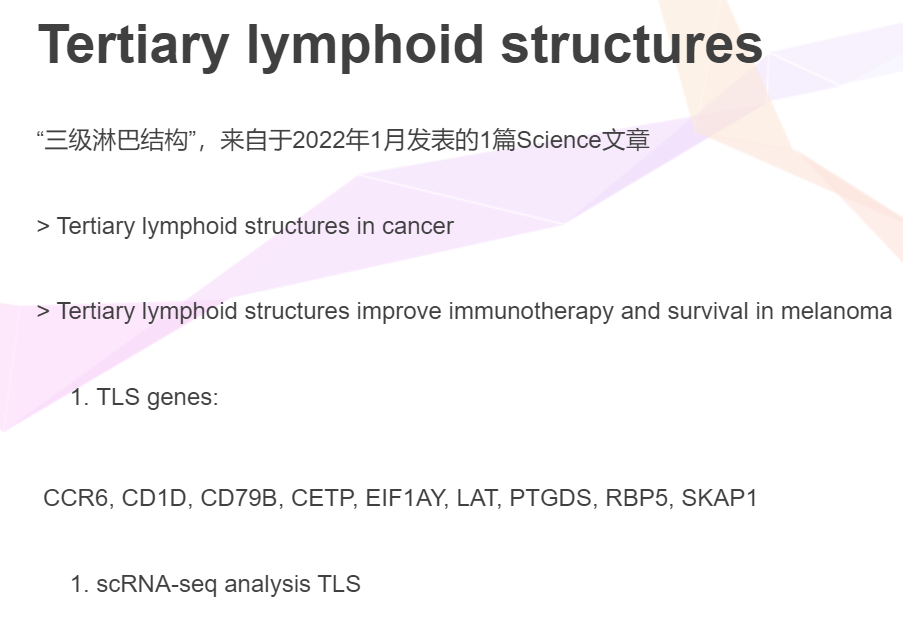 Tertiary lymphoid structures
“三级淋巴结构”，来自于2022年1月发表的1篇Science文章
> Tertiary lymphoid structures in cancer
> Tertiary lymphoid structures improve immunotherapy and survival in melanoma
1. TLS genes:
CCR6, CD1D, CD79B, CETP, EIF1AY, LAT, PTGDS, RBP5, SKAP1
1. scRNA-seq analysis TLS